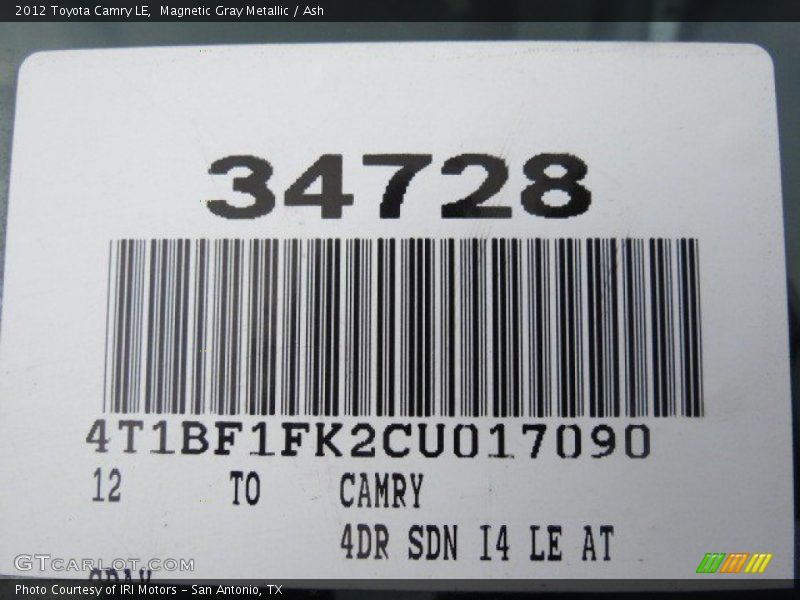 2012 Toyota Camry LE,  Magnetic Gray Metallic / Ash
34728
4T1BF1FK2CU017090
12 TO CAMRY
4DR SDN I4 LE AT
GRAY
GTCARLOT.COM
Photo Courtesy of IRI Motors - San Antonio, TX